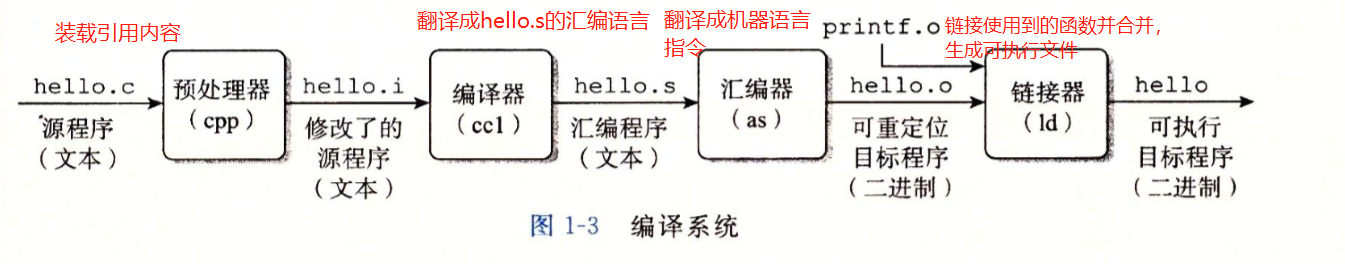 装载引用内容
翻译成hello.s的汇编语言
翻译成机器语言
指令
printf.o
链接使用到的函数并合并，
生成可执行文件
hello.c
预处理器
（cpp）
hello.i
编译器
（cc1）
hello.s
汇编器
（as）
hello.o
链接器
（ld）
hello
源程序
（文本）
修改了的
源程序
（文本）
汇编程序
（文本）
可重定位
目标程序
（二进制）
可执行
目标程序
（二进制）
图 1-3 编译系统